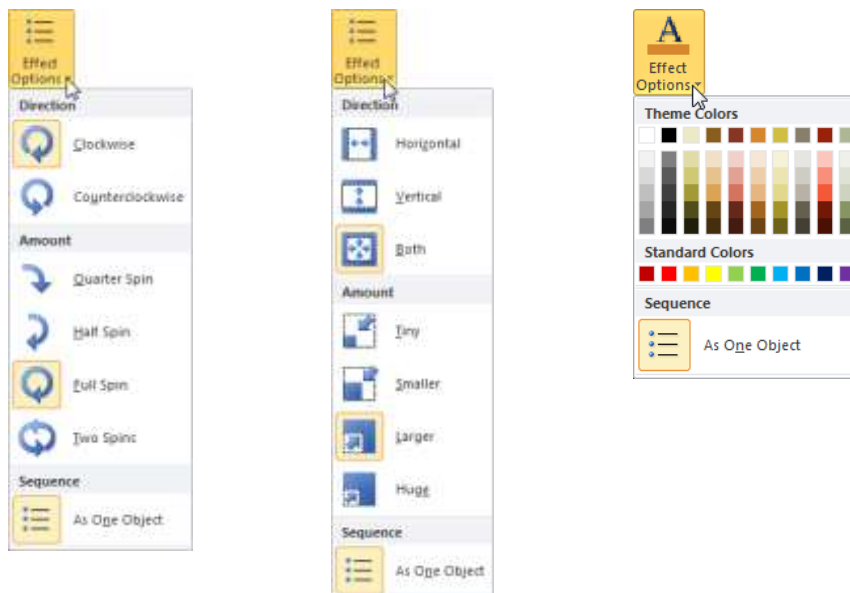 Effect
Options
Direction
Clockwise
Counterclockwise
Amount
Quarter Spin
Half Spin
Full Spin
Two Spins
Sequence
As One Object
Effect
Options
Direction
Horizontal
Vertical
Both
Amount
Tiny
Smaller
Larger
Huge
Sequence
As One Object
A
Effect
Options
Theme Colors
Standard Colors
Sequence
As One Object